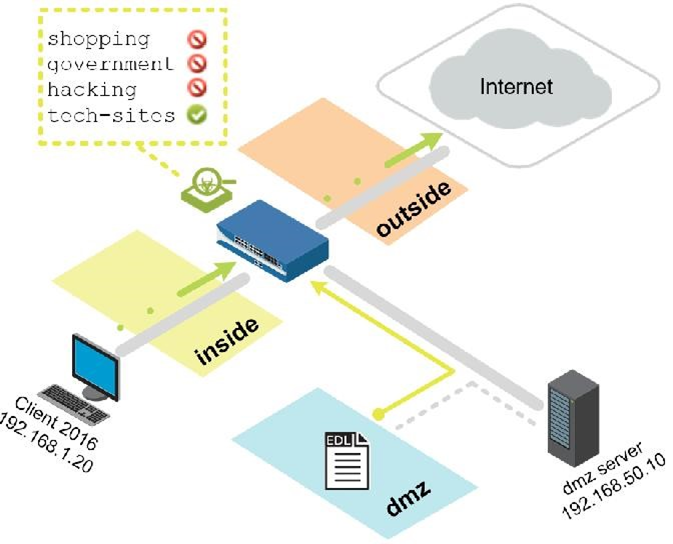 shopping
government
hacking
tech-sites
Internet
outside
inside
Client 2016
192.168.1.20
EDL
dmz
dmz server
192.168.50.10